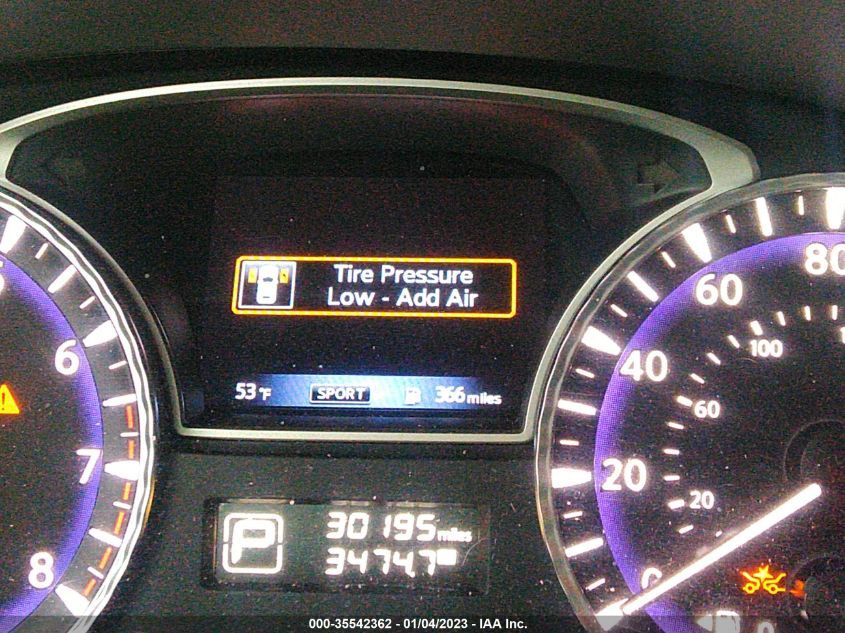 Tire Pressure
Low - Add Air
53°F SPORT 366 miles
P 30195 miles
3474.7
6
7
8
0
20
40
60
80
20
60
100
000-35542362 - 01/04/2023 - IAA Inc.